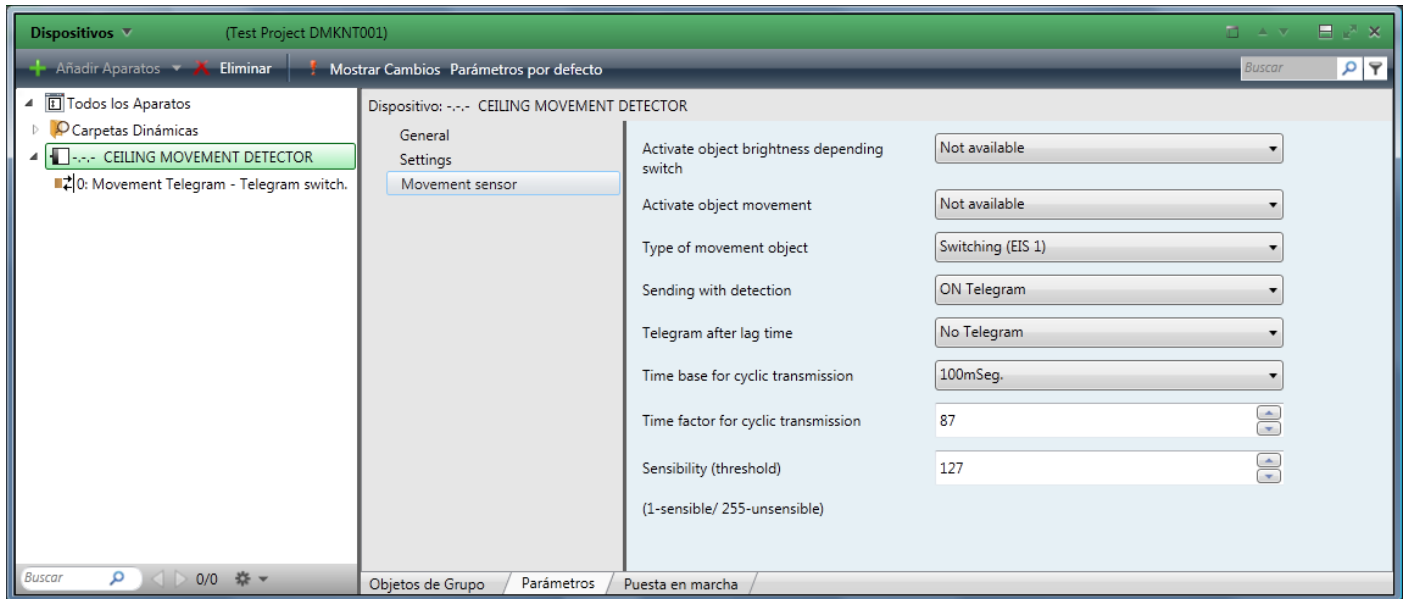 Dispositivos (Test Project DMKNT001)
Añadir Aparatos Eliminar Mostrar Cambios Parámetros por defecto Buscar
Todos los Aparatos
Carpetas Dinámicas
-.-.- CEILING MOVEMENT DETECTOR
0: Movement Telegram - Telegram switch.
Buscar 0/0
Dispositivo: -.-.- CEILING MOVEMENT DETECTOR
General
Settings
Movement sensor
Activate object brightness depending
switch
Not available
Activate object movement Not available
Type of movement object Switching (EIS 1)
Sending with detection ON Telegram
Telegram after lag time No Telegram
Time base for cyclic transmission 100mSeg.
Time factor for cyclic transmission 87
Sensibility (threshold) 127
(1-sensible/ 255-unsensible)
Objetos de Grupo Parámetros Puesta en marcha